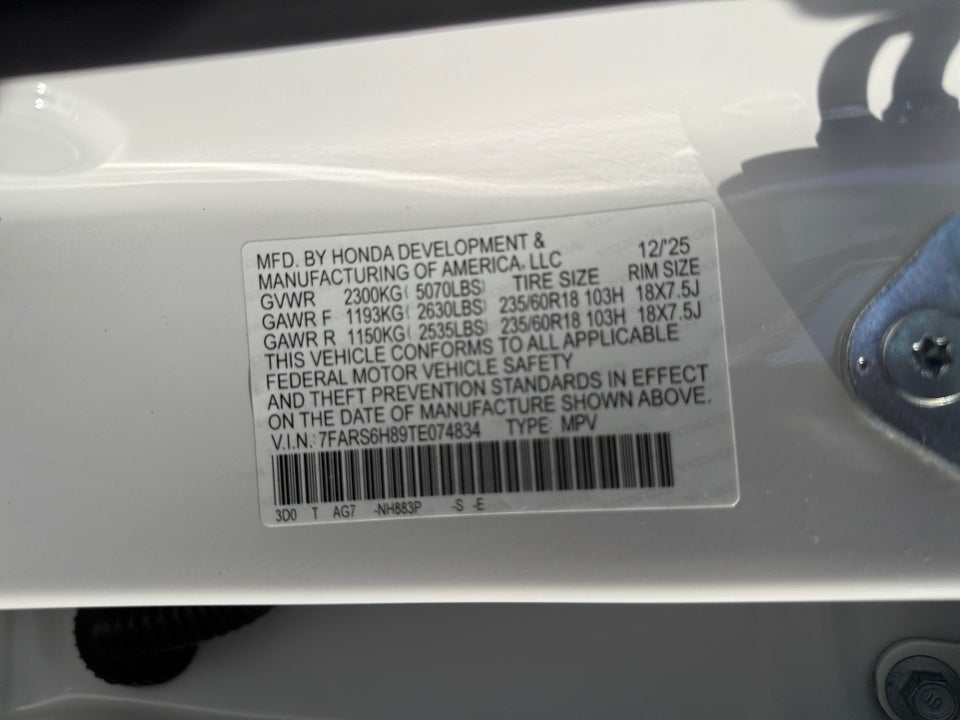 MFD. BY HONDA DEVELOPMENT & 12/'25
MANUFACTURING OF AMERICA, LLC
GVWR 2300KG( 5070LBS) TIRE SIZE RIM SIZE
GAWR F 1193KG( 2630LBS) 235/60R18 103H 18X7.5J
GAWR R 1150KG( 2535LBS) 235/60R18 103H 18X7.5J
THIS VEHICLE CONFORMS TO ALL APPLICABLE
FEDERAL MOTOR VEHICLE SAFETY
AND THEFT PREVENTION STANDARDS IN EFFECT
ON THE DATE OF MANUFACTURE SHOWN ABOVE.
V.I.N.: 7FARS6H89TE074834 TYPE: MPV
3D0 T AG7 -NH883P -S -E